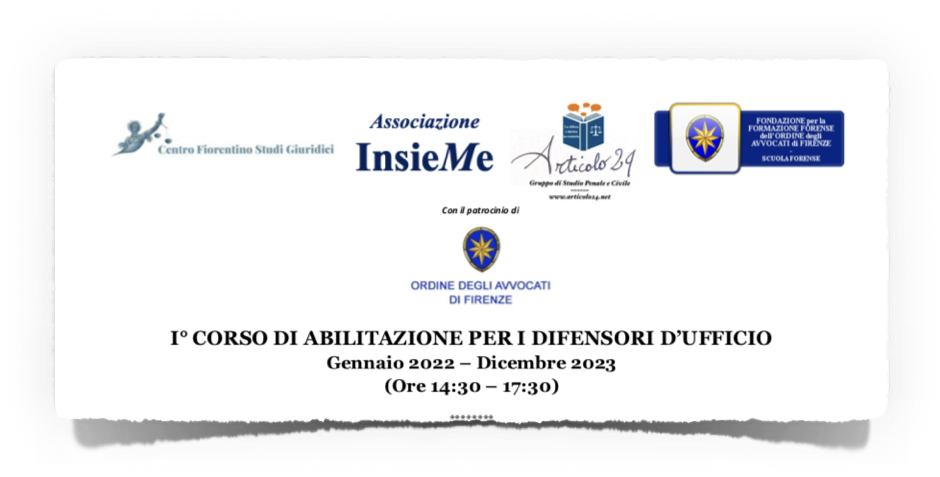 Centro Fiorentino Studi Giuridici
Associazione
InsieMe
Articolo 24
Gruppo di Studio Penale e Civile
www.articolo24.net
FONDAZIONE per la
FORMAZIONE FORENSE
dell'ORDINE degli
AVVOCATI di FIRENZE
-
SCUOLA FORENSE
Con il patrocinio di
ORDINE DEGLI AVVOCATI
DI FIRENZE
I° CORSO DI ABILITAZIONE PER I DIFENSORI D'UFFICIO
Gennaio 2022 – Dicembre 2023
(Ore 14:30 – 17:30)
********